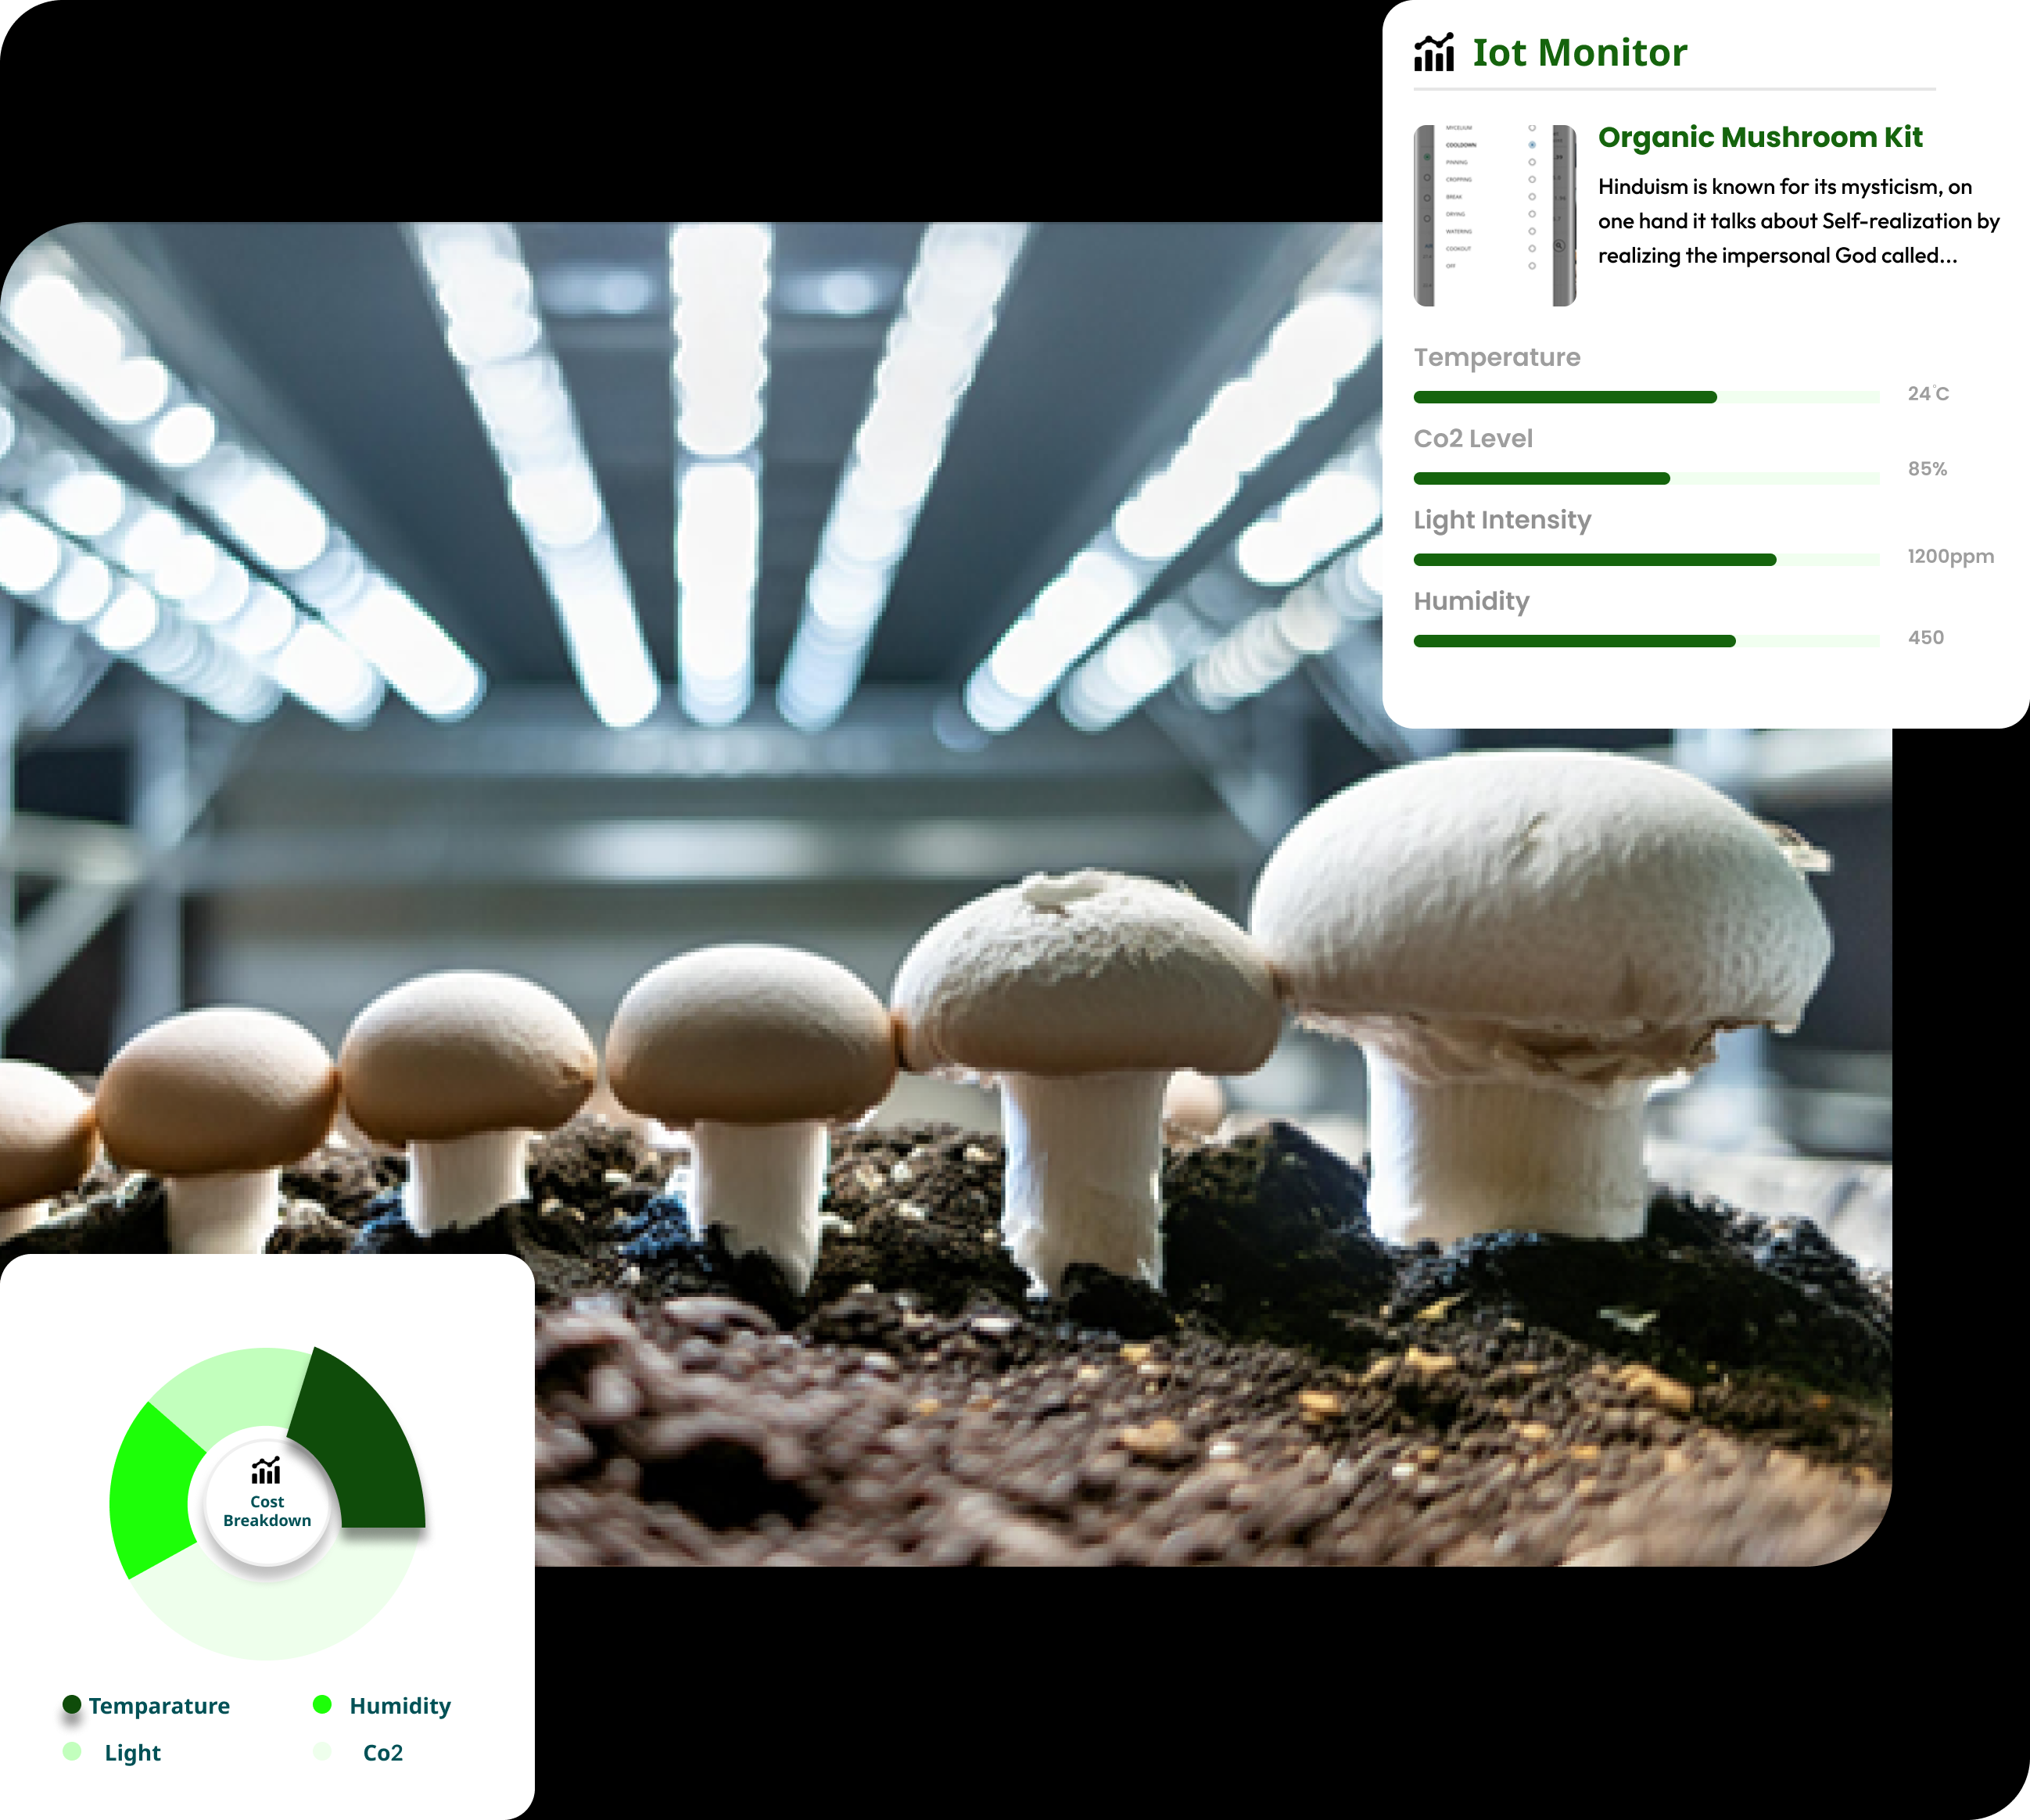 Iot Monitor
Organic Mushroom Kit
Hinduism is known for its mysticism, on
one hand it talks about Self-realization by
realizing the impersonal God called...
MYCELIUM
COOLDOWN
PINNING
CROPPING
BREAK
DRYING
WATERING
COOKOUT
OFF
Temperature
24°C
Co2 Level
85%
Light Intensity
1200ppm
Humidity
450
Cost
Breakdown
Temparature
Humidity
Light
Co2